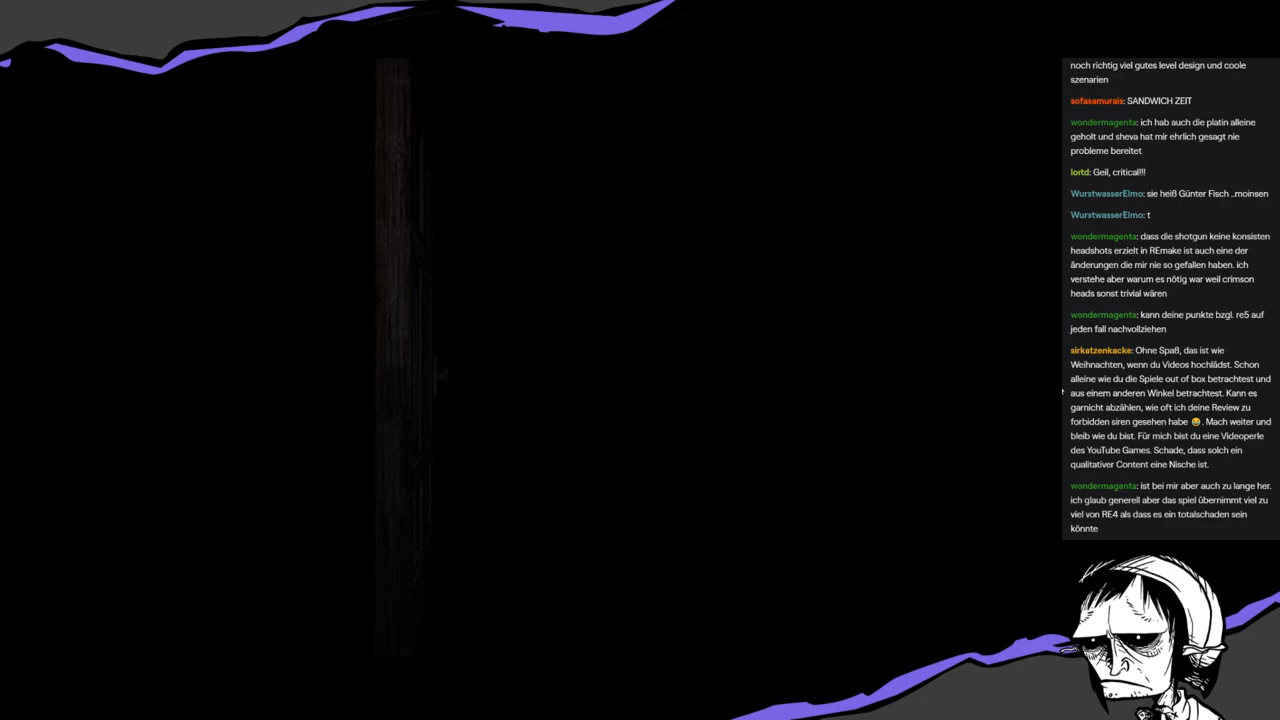 noch richtig viel gutes level design und coole
szenarien
sofasamurais: SANDWICH ZEIT
wondermagenta: ich hab auch die platin alleine
geholt und sheva hat mir ehrlich gesagt nie
probleme bereitet
lortd: Geil, critical!!!
WurstwasserElmo: sie heiß Günter Fisch ..moinsen
WurstwasserElmo: t
wondermagenta: dass die shotgun keine konsisten
headshots erzielt in REmake ist auch eine der
änderungen die mir nie so gefallen haben. ich
verstehe aber warum es nötig war weil crimson
heads sonst trivial wären
wondermagenta: kann deine punkte bzgl. re5 auf
jeden fall nachvollziehen
sirkatzenkacke: Ohne Spaß, das ist wie
Weihnachten, wenn du Videos hochlädst. Schon
alleine wie du die Spiele out of box betrachtest und
t aus einem anderen Winkel betrachtest. Kann es
garnicht abzählen, wie oft ich deine Review zu
forbidden siren gesehen habe 😂. Mach weiter und
bleib wie du bist. Für mich bist du eine Videoperle
des YouTube Games. Schade, dass solch ein
qualitativer Content eine Nische ist.
wondermagenta: ist bei mir aber auch zu lange her.
ich glaub generell aber das spiel übernimmt viel zu
viel von RE4 als dass es ein totalschaden sein
könnte